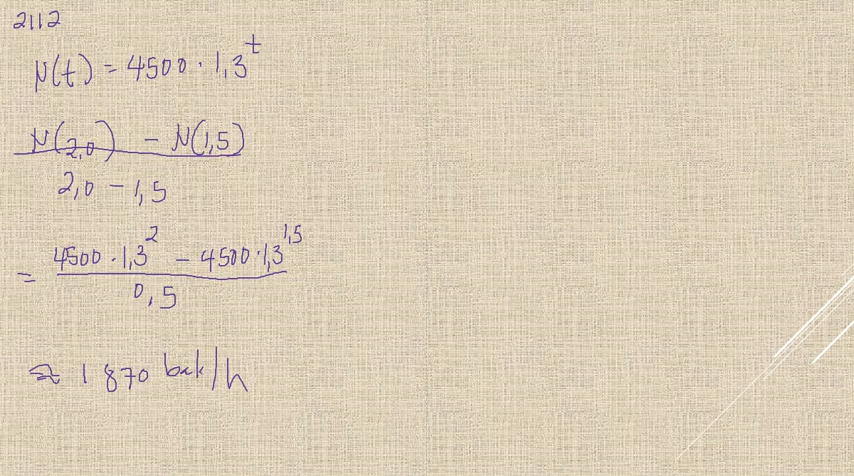 2112
N(t) = 4500 · 1,3^t
N(2,0) - N(1,5)
2,0 - 1,5
= 4500 · 1,3^2 - 4500 · 1,3^1,5
0,5
≈ 1 870 bak/h